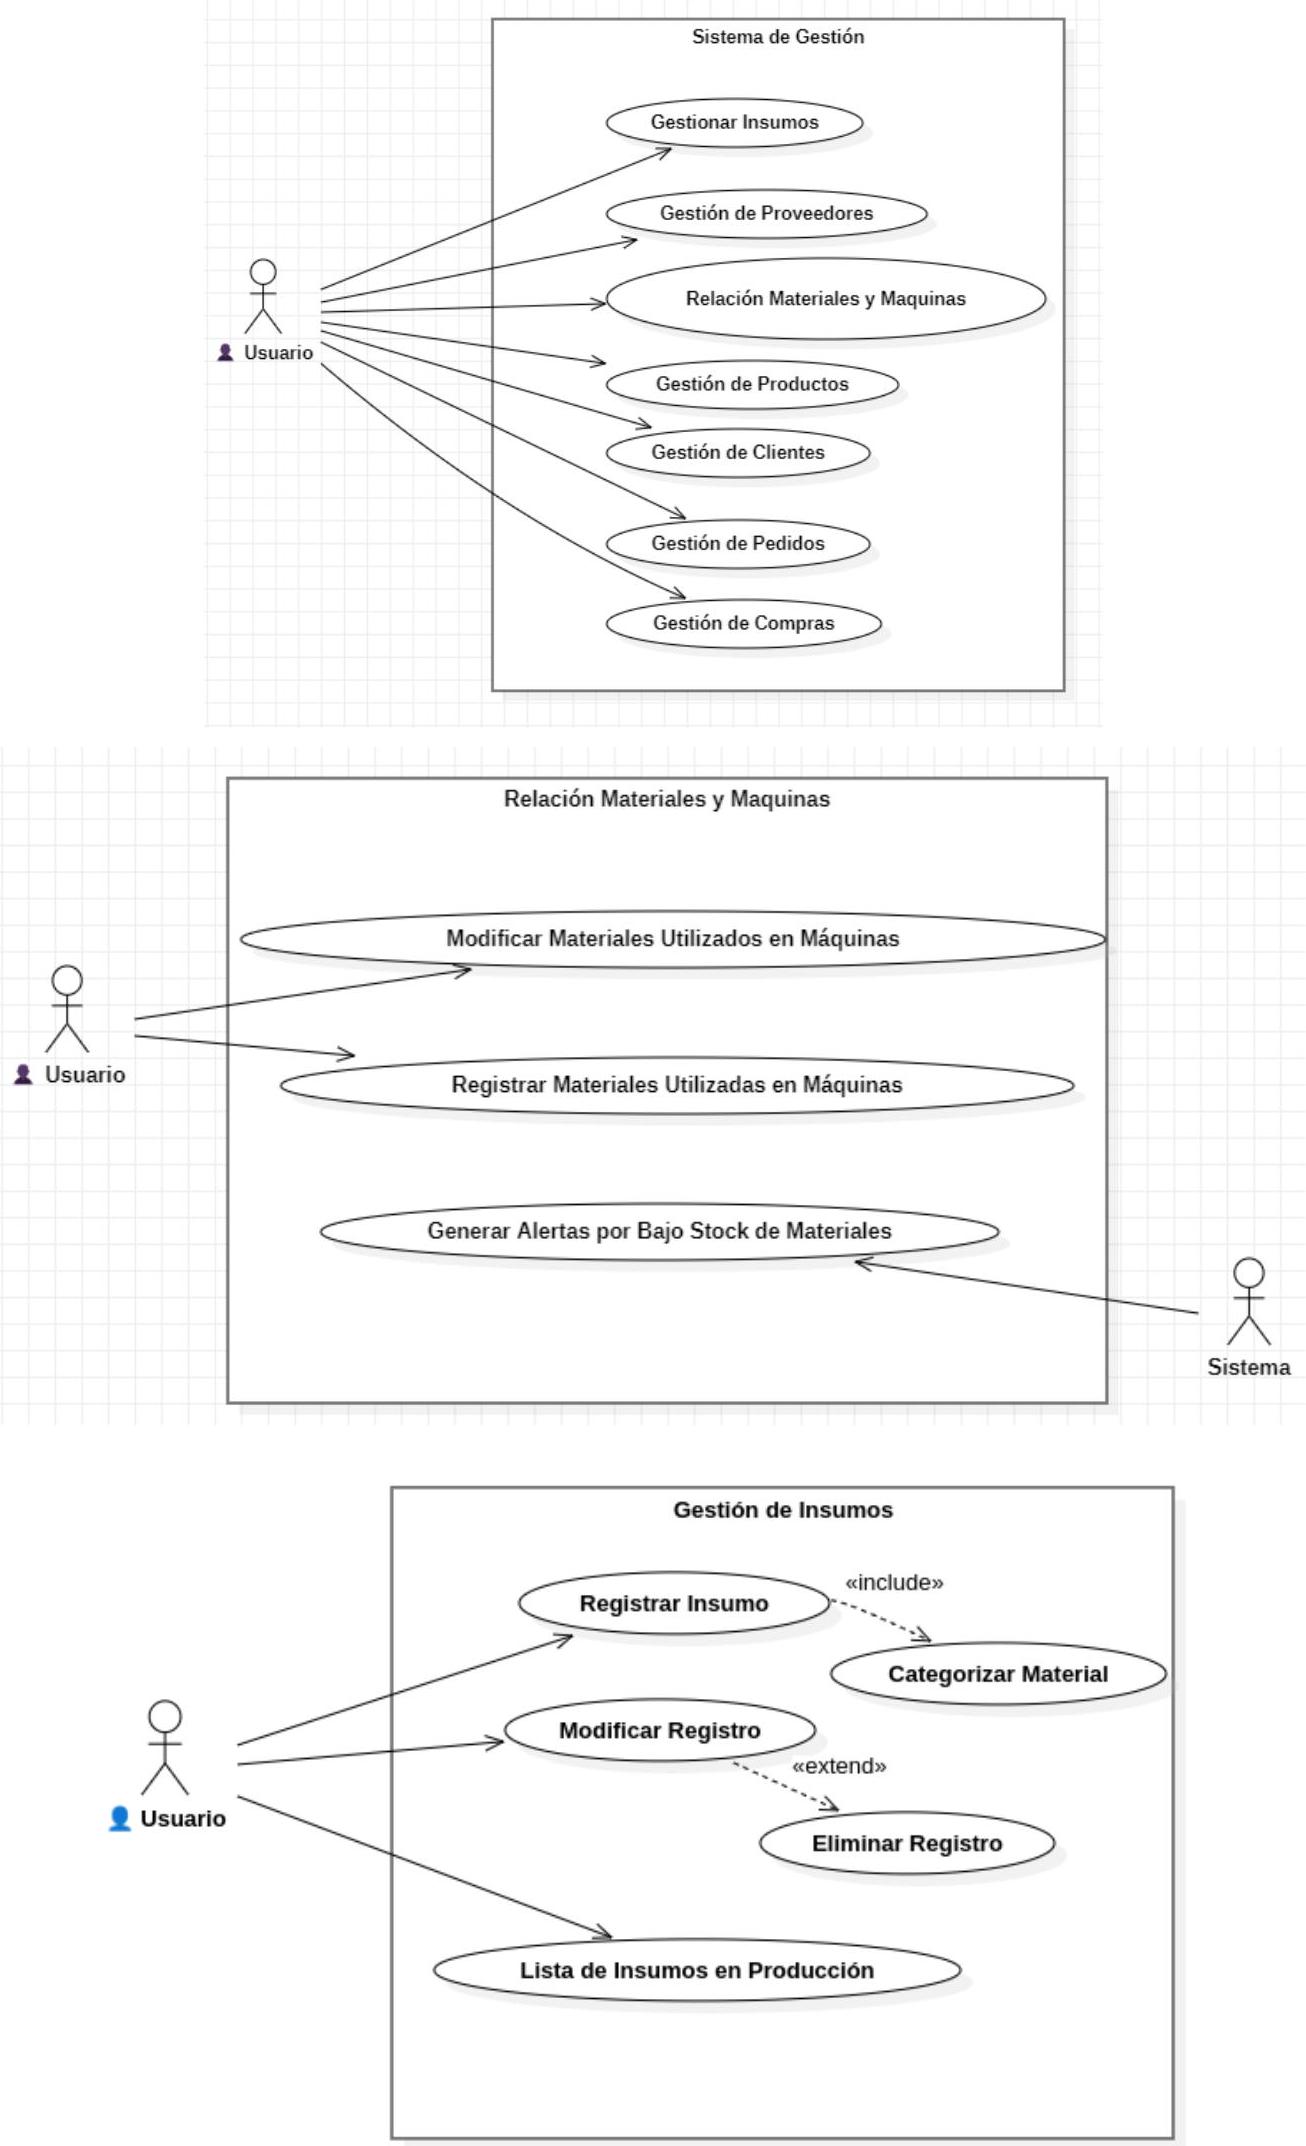 Sistema de Gestión
Gestionar Insumos
Gestión de Proveedores
Relación Materiales y Maquinas
Usuario
Gestión de Productos
Gestión de Clientes
Gestión de Pedidos
Gestión de Compras
Relación Materiales y Maquinas
Modificar Materiales Utilizados en Máquinas
Usuario
Registrar Materiales Utilizadas en Máquinas
Generar Alertas por Bajo Stock de Materiales
Sistema
Gestión de Insumos
«include»
Registrar Insumo
Categorizar Material
Modificar Registro
«extend»
Usuario
Eliminar Registro
Lista de Insumos en Producción